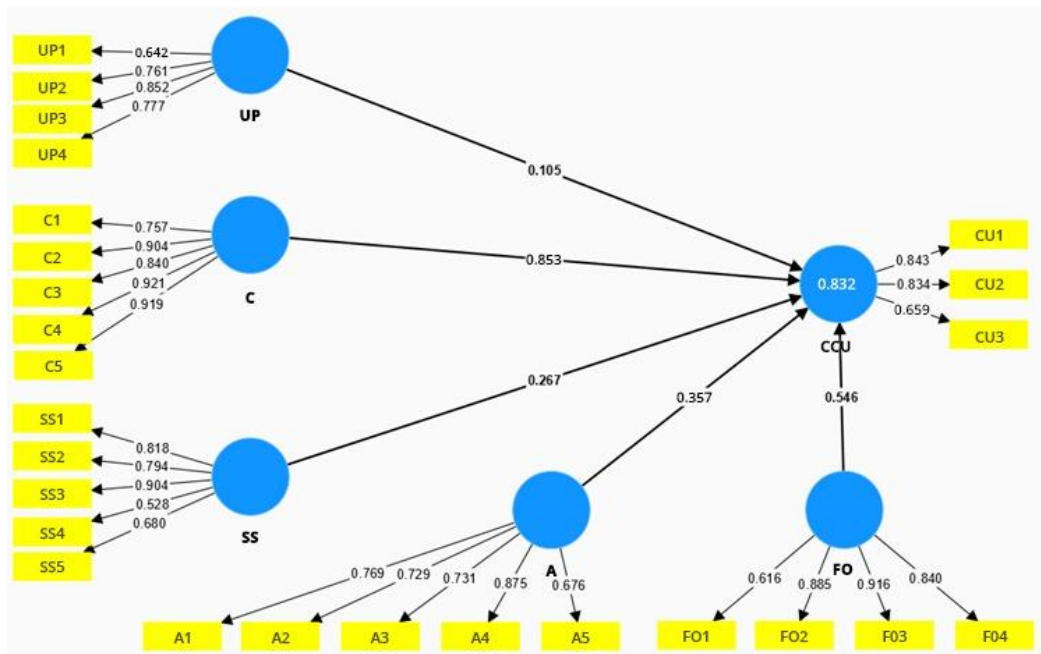 UP1
0.642
UP2
0.761
UP3
0.852
UP4
0.777
UP
0.105
C1
0.757
C2
0.904
C3
0.840
C4
0.921
C5
0.919
C
0.853
0.832
CCU
CU1
0.843
CU2
0.834
CU3
0.659
SS1
0.818
SS2
0.794
SS3
0.904
SS4
0.528
SS5
0.680
SS
0.267
0.357
0.546
A
0.769
0.729
0.731
0.875
0.676
A1
A2
A3
A4
A5
FO
0.616
0.885
0.916
0.840
FO1
FO2
F03
F04